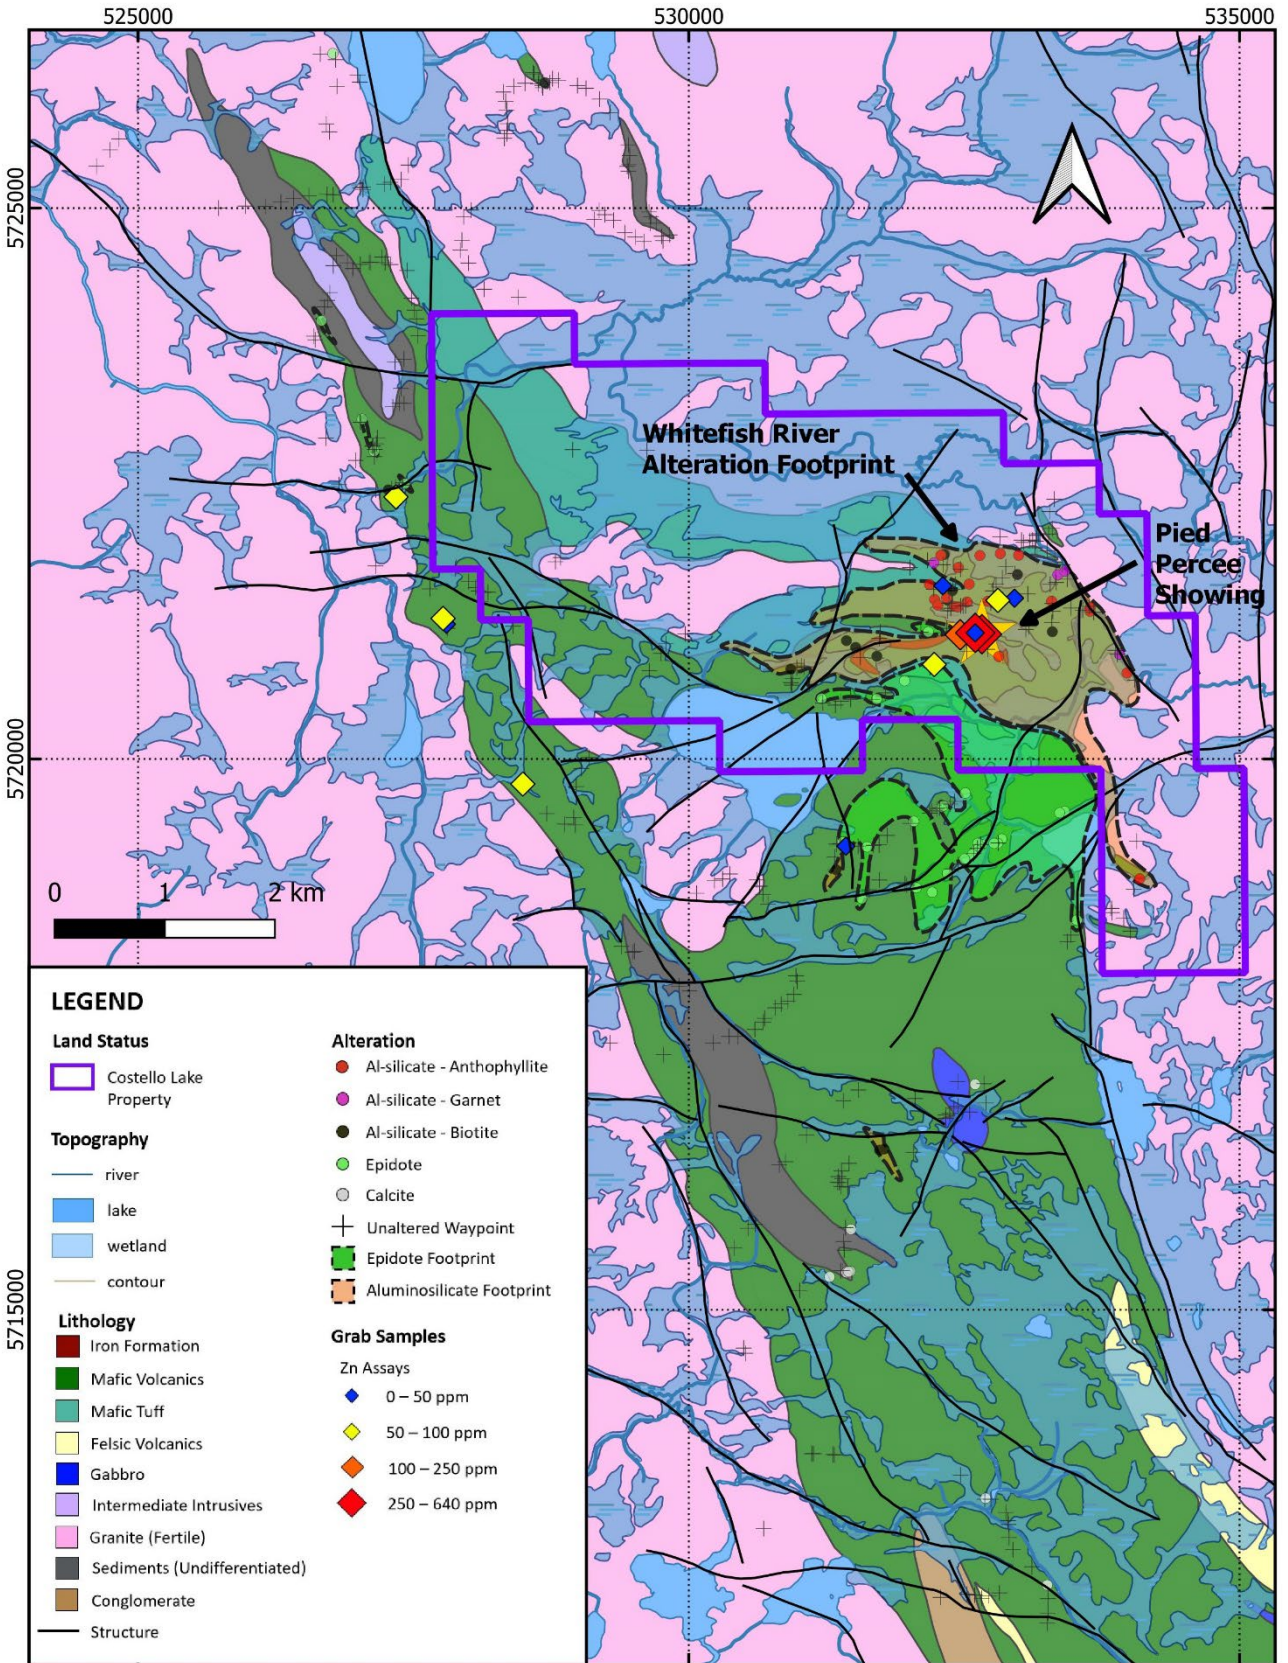 525000
530000
535000
5725000
5720000
5715000
Whitefish River
Alteration Footprint
Pied
Percee
Showing
0
1
2 km
LEGEND
Land Status
Costello Lake
Property
Topography
river
lake
wetland
contour
Lithology
Iron Formation
Mafic Volcanics
Mafic Tuff
Felsic Volcanics
Gabbro
Intermediate Intrusives
Granite (Fertile)
Sediments (Undifferentiated)
Conglomerate
Structure
Alteration
Al-silicate - Anthophyllite
Al-silicate - Garnet
Al-silicate - Biotite
Epidote
Calcite
Unaltered Waypoint
Epidote Footprint
Aluminosilicate Footprint
Grab Samples
Zn Assays
0 – 50 ppm
50 – 100 ppm
100 – 250 ppm
250 – 640 ppm